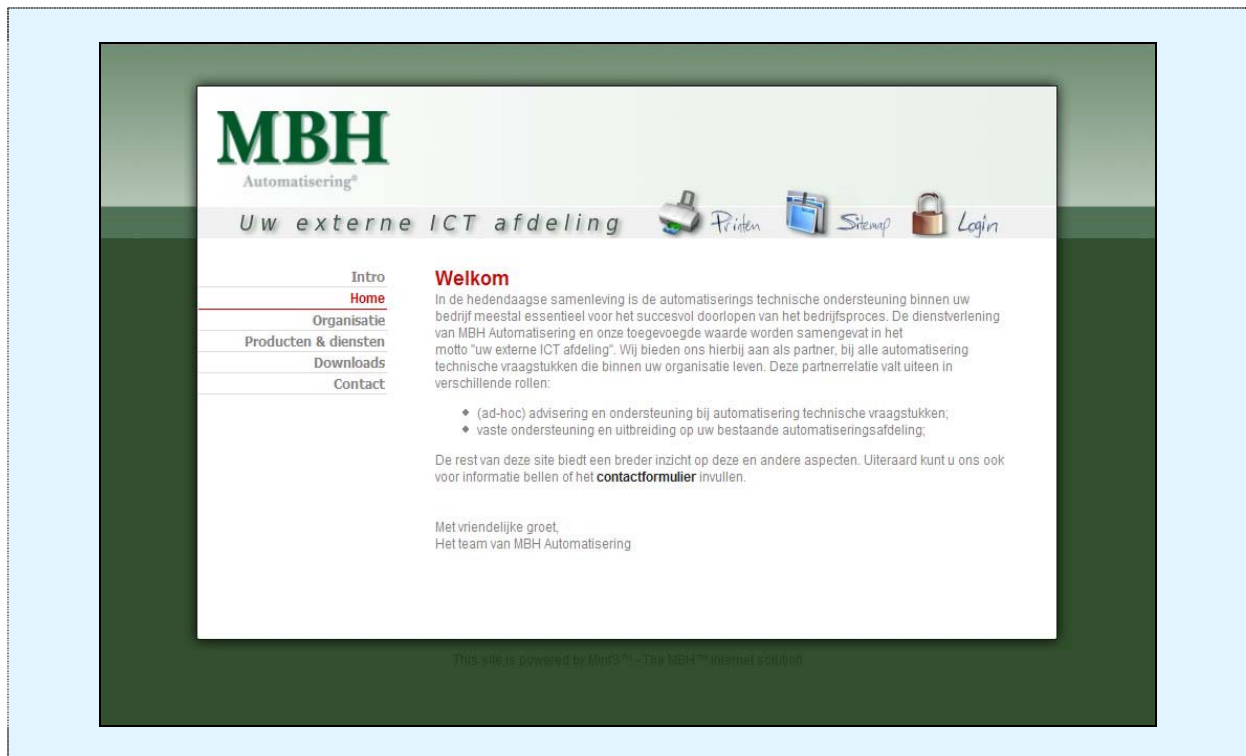 MBH
Automatisering®
Uw externe ICT afdeling
Printen
Sitemap
Login
Intro
Home
Organisatie
Producten & diensten
Downloads
Contact
Welkom
In de hedendaagse samenleving is de automatiserings technische ondersteuning binnen uw
bedrijf meestal essentieel voor het succesvol doorlopen van het bedrijfsproces. De dienstverlening
van MBH Automatisering en onze toegevoegde waarde worden samengevat in het
motto "uw externe ICT afdeling". Wij bieden ons hierbij aan als partner, bij alle automatisering
technische vraagstukken die binnen uw organisatie leven. Deze partnerrelatie valt uiteen in
verschillende rollen:
(ad-hoc) advisering en ondersteuning bij automatisering technische vraagstukken;
vaste ondersteuning en uitbreiding op uw bestaande automatiseringsafdeling;
De rest van deze site biedt een breder inzicht op deze en andere aspecten. Uiteraard kunt u ons ook
voor informatie bellen of het contactformulier invullen.
Met vriendelijke groet,
Het team van MBH Automatisering
This site is powered by - The MBH™ internet solution